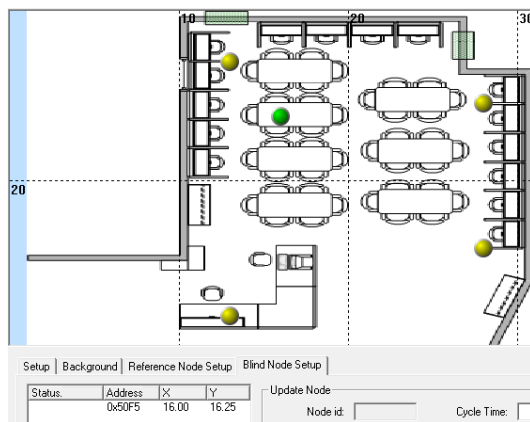 10 20 30
20
Setup Background Reference Node Setup Blind Node Setup
Status. Address X Y Update Node
0x50F5 16.00 16.25 Node id: Cycle Time: